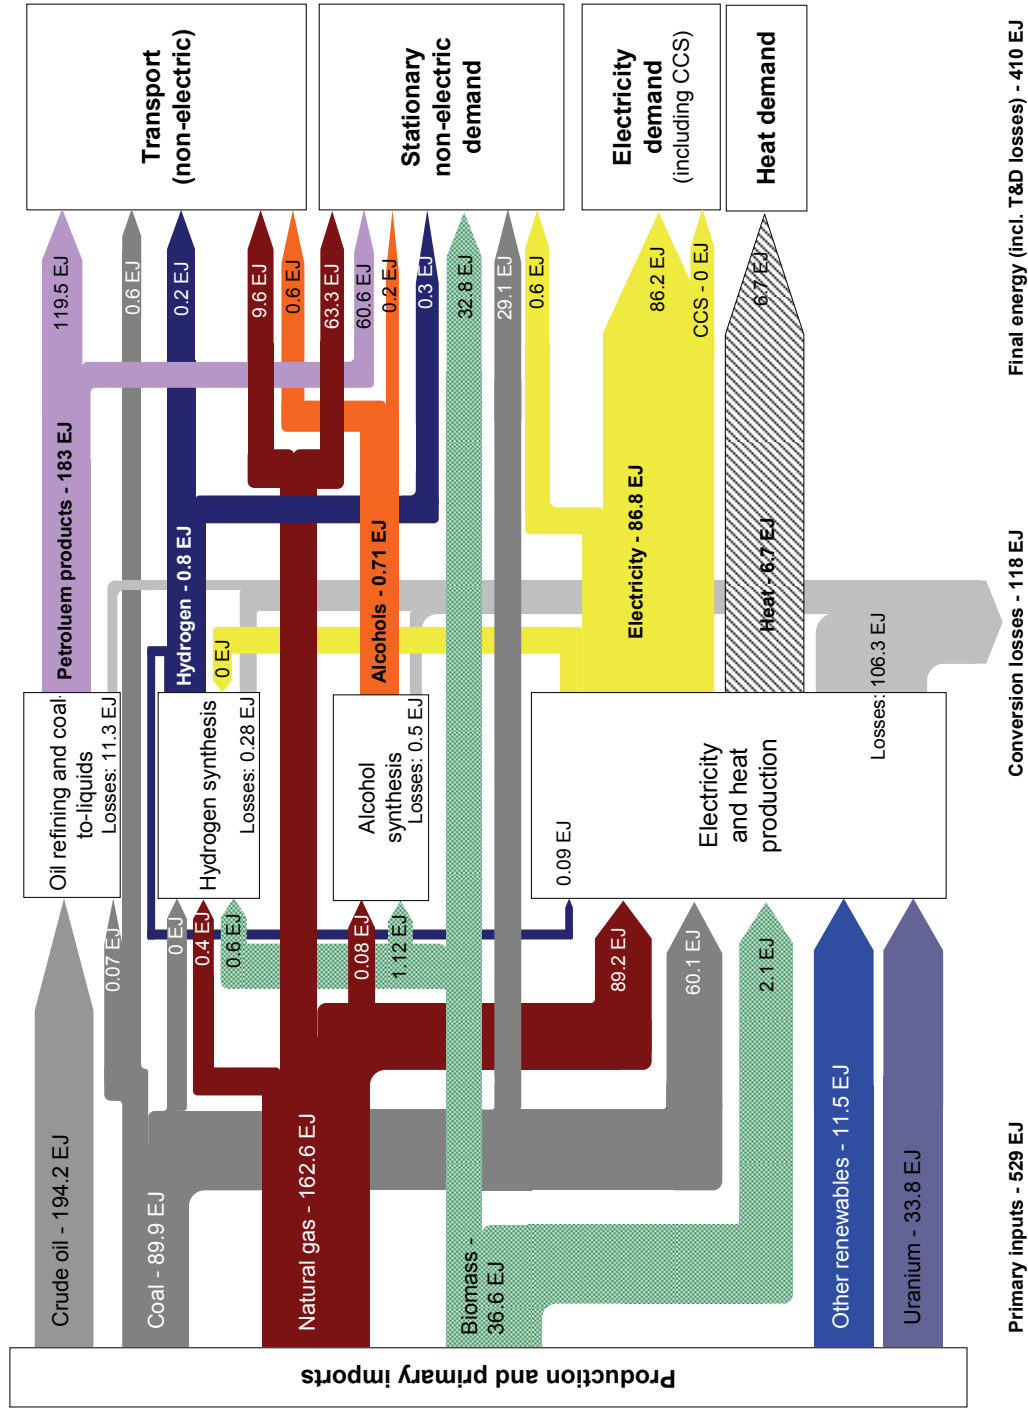 Production and primary imports
Crude oil - 194.2 EJ
Coal - 89.9 EJ
Natural gas - 162.6 EJ
Biomass -
36.6 EJ
Other renewables - 11.5 EJ
Uranium - 33.8 EJ
0.07 EJ
0 EJ
0.4 EJ
0.6 EJ
0.08 EJ
1.12 EJ
0.09 EJ
89.2 EJ
60.1 EJ
2.1 EJ
Oil refining and coal-
to-liquids
Losses: 11.3 EJ
Hydrogen synthesis
Losses: 0.28 EJ
Alcohol
synthesis
Losses: 0.5 EJ
Electricity
and heat
production
Losses: 106.3 EJ
Petroluem products - 183 EJ
Hydrogen - 0.8 EJ
0 EJ
Alcohols - 0.71 EJ
Electricity - 86.8 EJ
Heat - 6.7 EJ
119.5 EJ
0.6 EJ
0.2 EJ
9.6 EJ
0.6 EJ
63.3 EJ
60.6 EJ
0.2 EJ
0.3 EJ
32.8 EJ
29.1 EJ
0.6 EJ
86.2 EJ
CCS - 0 EJ
6.7 EJ
Transport
(non-electric)
Stationary
non-electric
demand
Electricity
demand
(including CCS)
Heat demand
Primary inputs - 529 EJ
Conversion losses - 118 EJ
Final energy (incl. T&D losses) - 410 EJ